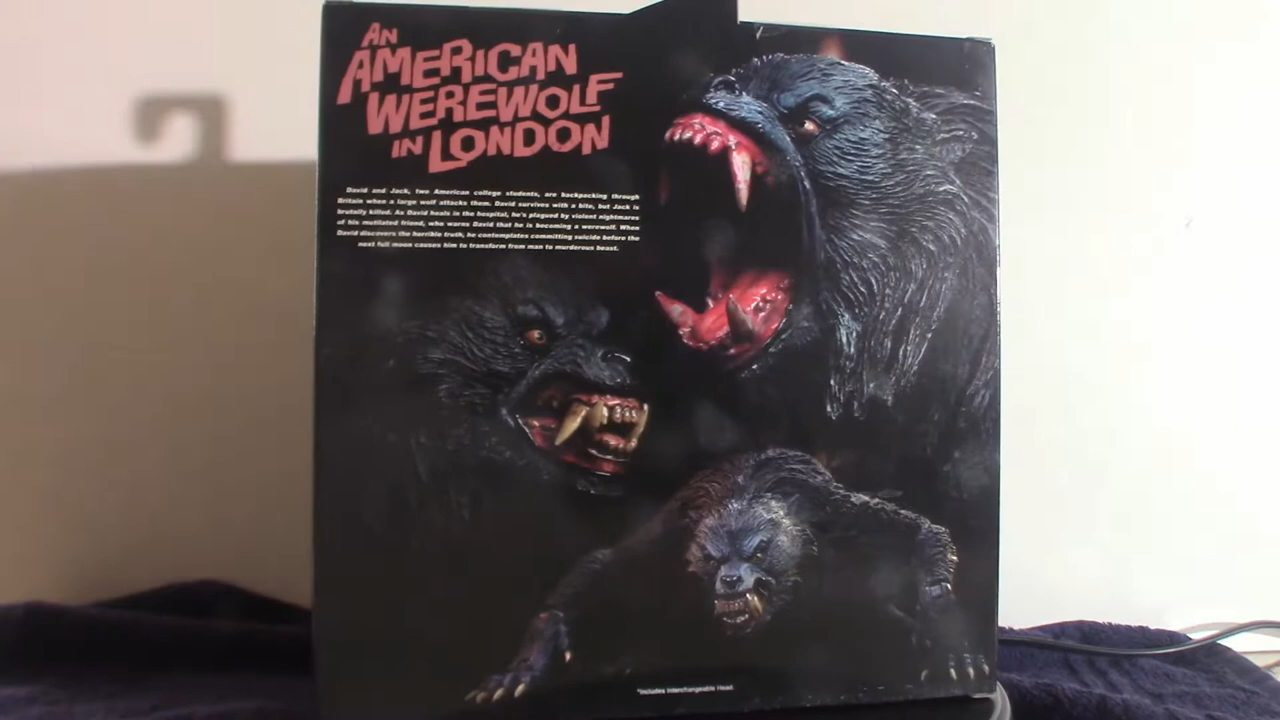 AN
AMERICAN
WEREWOLF
IN LONDON
David and Jack, two American college students, are backpacking through
Britain when a large wolf attacks them. David survives with a bite, but Jack is
brutally killed. As David heals in the hospital, he's plagued by violent nightmares
of his mutilated friend, who warns David that he is becoming a werewolf. When
David discovers the horrible truth, he contemplates committing suicide before the
next full moon causes him to transform from man to murderous beast.
*Includes Interchangeable Head